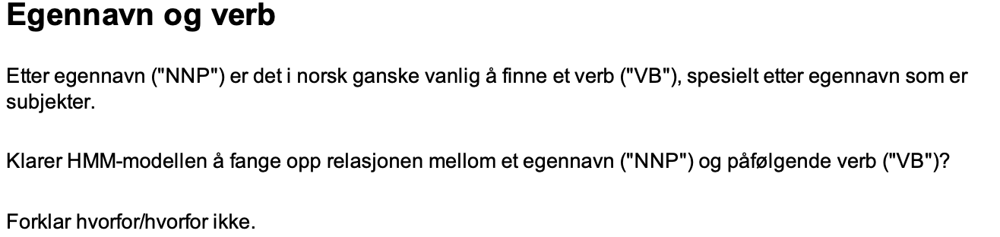 Egennavn og verb
Etter egennavn ("NNP") er det i norsk ganske vanlig å finne et verb ("VB"), spesielt etter egennavn som er
subjekter.
Klarer HMM-modellen å fange opp relasjonen mellom et egennavn ("NNP") og påfølgende verb ("VB")?
Forklar hvorfor/hvorfor ikke.